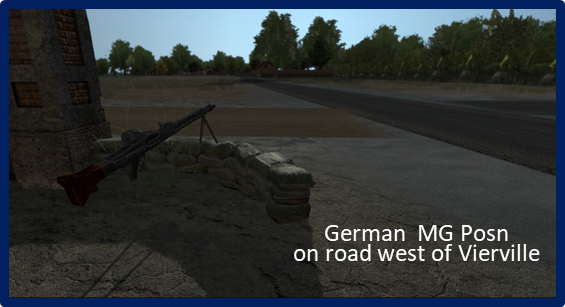 German  MG Posn
on road west of Vierville